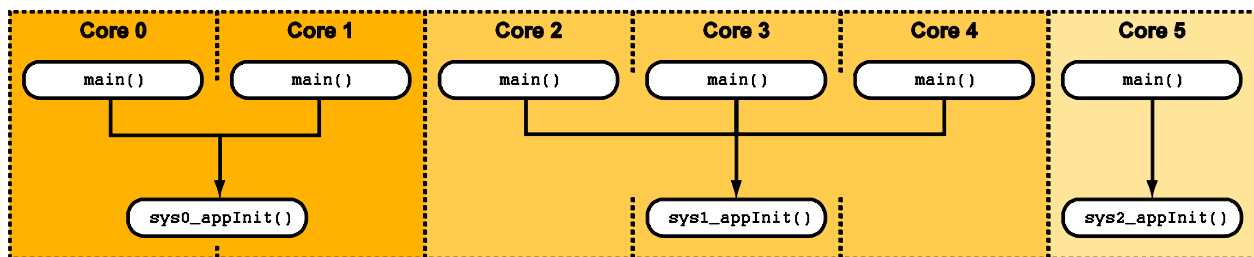 Core 0 Core 1 Core 2 Core 3 Core 4 Core 5
main() main() main() main() main() main()
sys0_appInit() sys1_appInit() sys2_appInit()